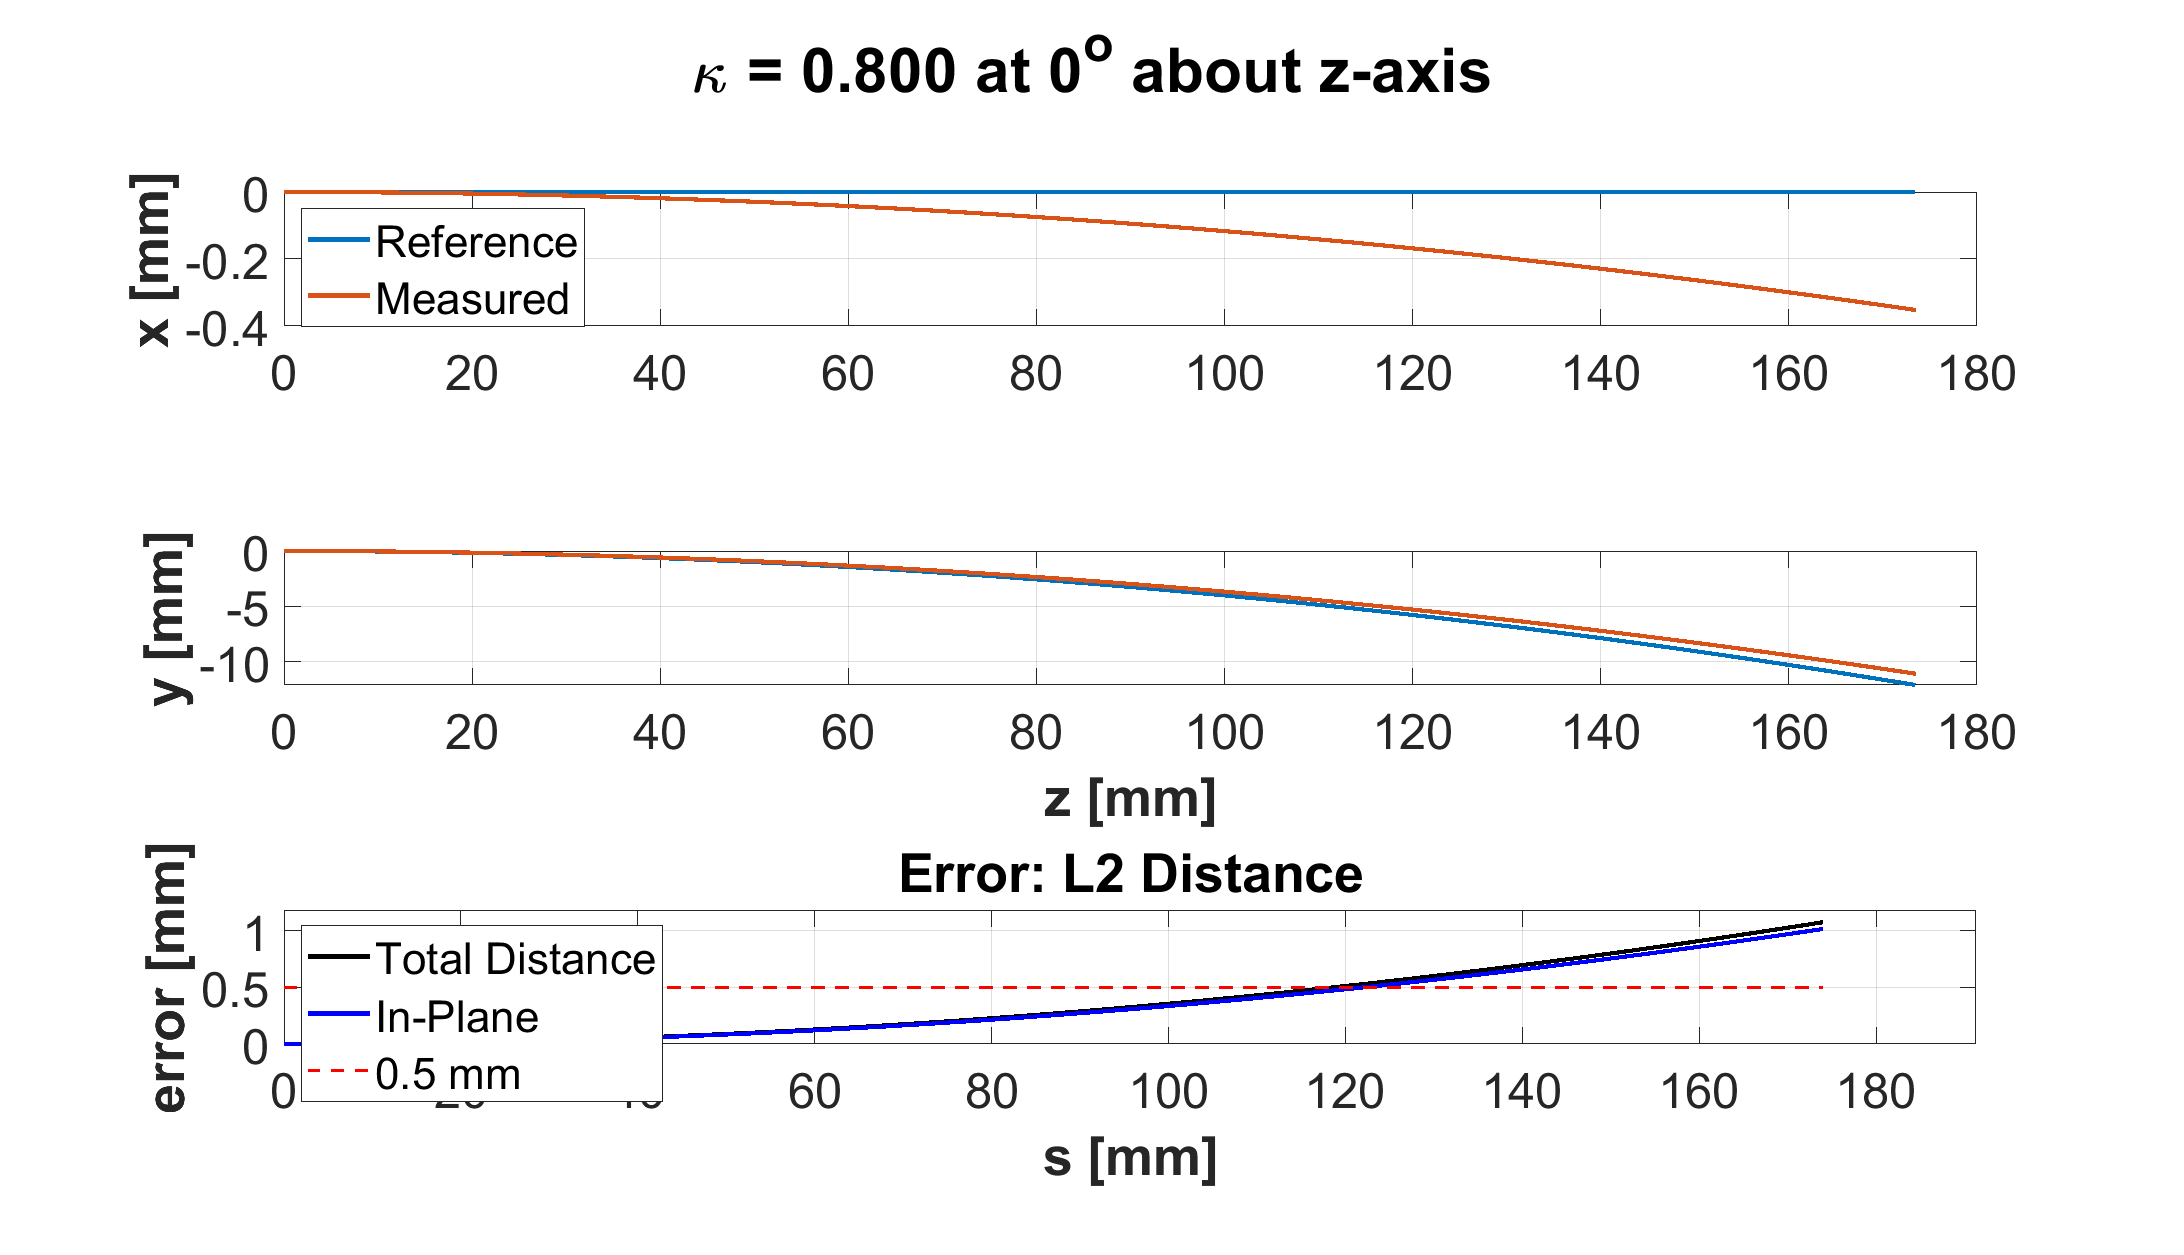 κ = 0.800 at 0° about z-axis
x [mm]
0
-0.2
-0.4
Reference
Measured
0 20 40 60 80 100 120 140 160 180
y [mm]
0
-5
-10
0 20 40 60 80 100 120 140 160 180
z [mm]
Error: L2 Distance
error [mm]
1
0.5
0
Total Distance
In-Plane
0.5 mm
0 60 80 100 120 140 160 180
s [mm]